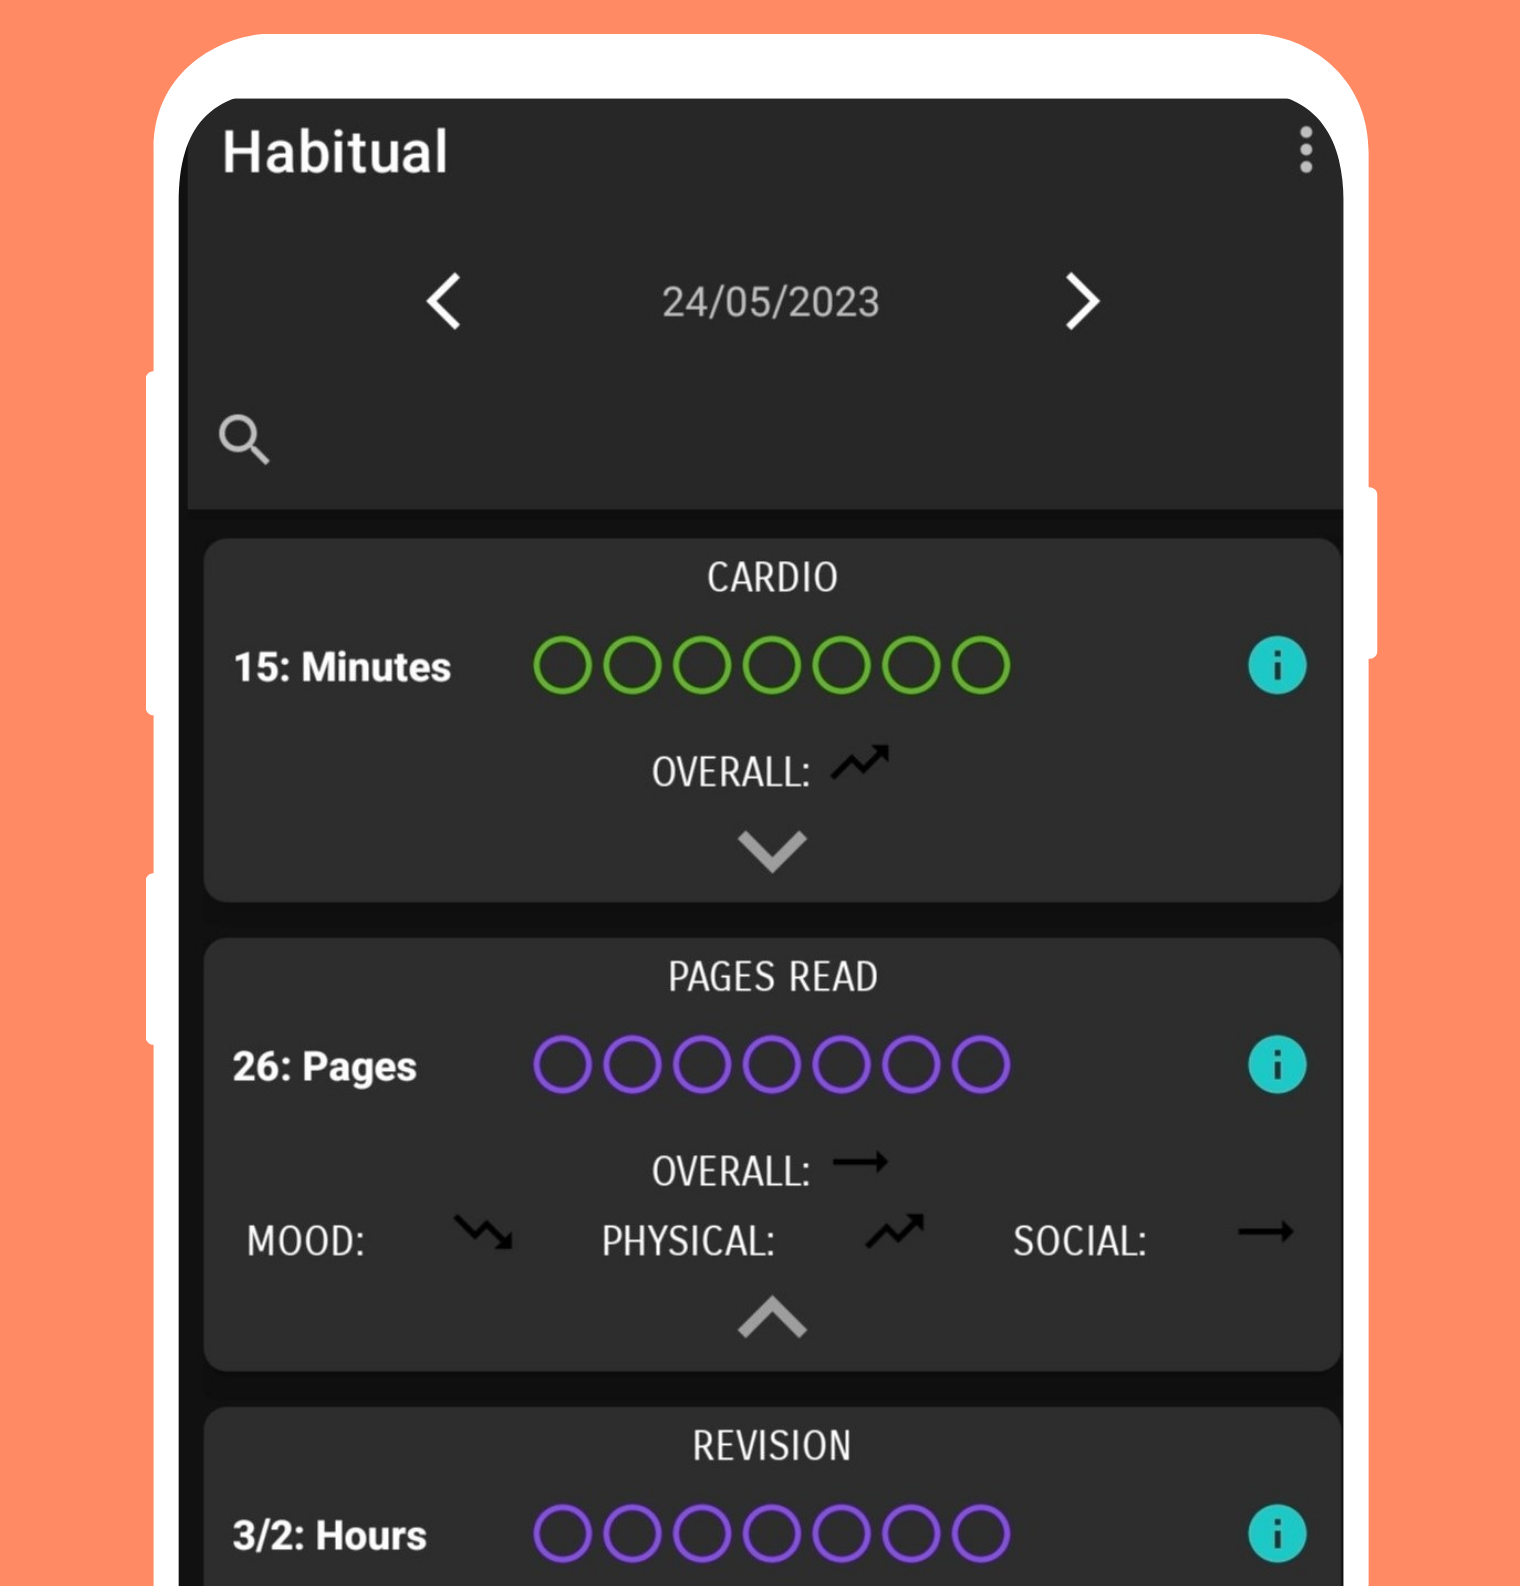 Habitual
24/05/2023
CARDIO
15: Minutes
OVERALL:
PAGES READ
26: Pages
OVERALL:
MOOD: PHYSICAL: SOCIAL:
REVISION
3/2: Hours